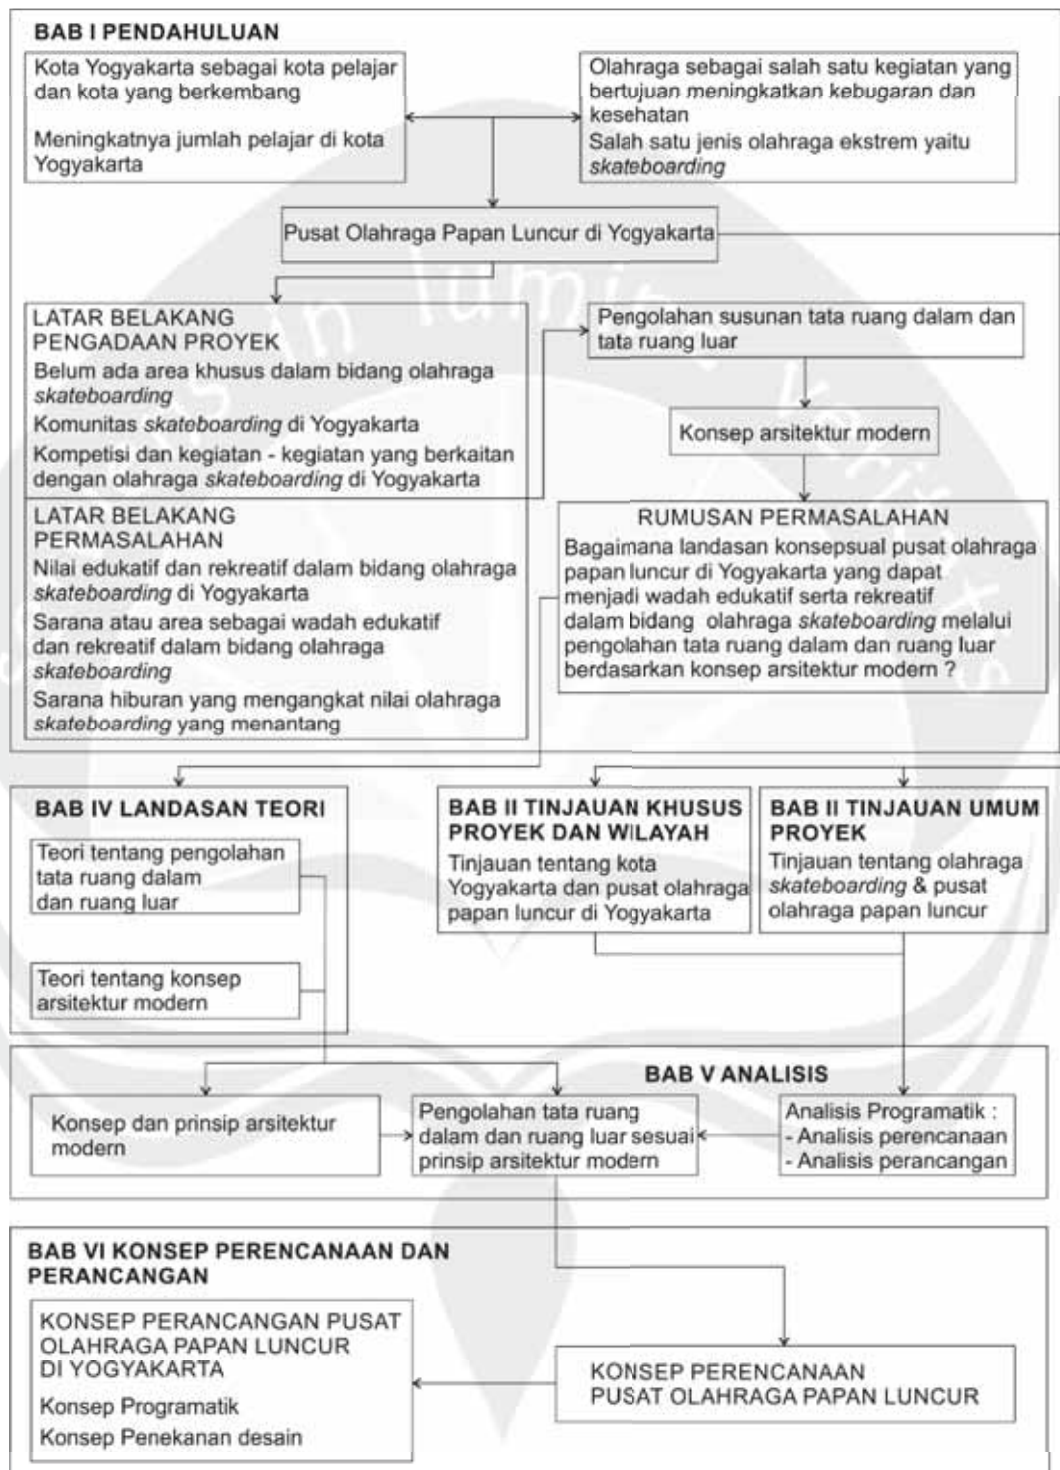 BAB I PENDAHULUAN
Kota Yogyakarta sebagai kota pelajar
dan kota yang berkembang
Meningkatnya jumlah pelajar di kota
Yogyakarta
Olahraga sebagai salah satu kegiatan yang
bertujuan meningkatkan kebugaran dan
kesehatan
Salah satu jenis olahraga ekstrem yaitu
skateboarding
Pusat Olahraga Papan Luncur di Yogyakarta
LATAR BELAKANG
PENGADAAN PROYEK
Belum ada area khusus dalam bidang olahraga
skateboarding
Komunitas skateboarding di Yogyakarta
Kompetisi dan kegiatan - kegiatan yang berkaitan
dengan olahraga skateboarding di Yogyakarta
LATAR BELAKANG
PERMASALAHAN
Nilai edukatif dan rekreatif dalam bidang olahraga
skateboarding di Yogyakarta
Sarana atau area sebagai wadah edukatif
dan rekreatif dalam bidang olahraga
skateboarding
Sarana hiburan yang mengangkat nilai olahraga
skateboarding yang menantang
Pengolahan susunan tata ruang dalam dan
tata ruang luar
Konsep arsitektur modern
RUMUSAN PERMASALAHAN
Bagaimana landasan konsepsual pusat olahraga
papan luncur di Yogyakarta yang dapat
menjadi wadah edukatif serta rekreatif
dalam bidang olahraga skateboarding melalui
pengolahan tata ruang dalam dan ruang luar
berdasarkan konsep arsitektur modern ?
BAB IV LANDASAN TEORI
Teori tentang pengolahan
tata ruang dalam
dan ruang luar
Teori tentang konsep
arsitektur modern
BAB II TINJAUAN KHUSUS
PROYEK DAN WILAYAH
Tinjauan tentang kota
Yogyakarta dan pusat olahraga
papan luncur di Yogyakarta
BAB II TINJAUAN UMUM
PROYEK
Tinjauan tentang olahraga
skateboarding & pusat
olahraga papan luncur
BAB V ANALISIS
Konsep dan prinsip arsitektur
modern
Pengolahan tata ruang
dalam dan ruang luar sesuai
prinsip arsitektur modern
Analisis Programatik :
- Analisis perencanaan
- Analisis perancangan
BAB VI KONSEP PERENCANAAN DAN
PERANCANGAN
KONSEP PERANCANGAN PUSAT
OLAHRAGA PAPAN LUNCUR
DI YOGYAKARTA
Konsep Programatik
Konsep Penekanan desain
KONSEP PERENCANAAN
PUSAT OLAHRAGA PAPAN LUNCUR